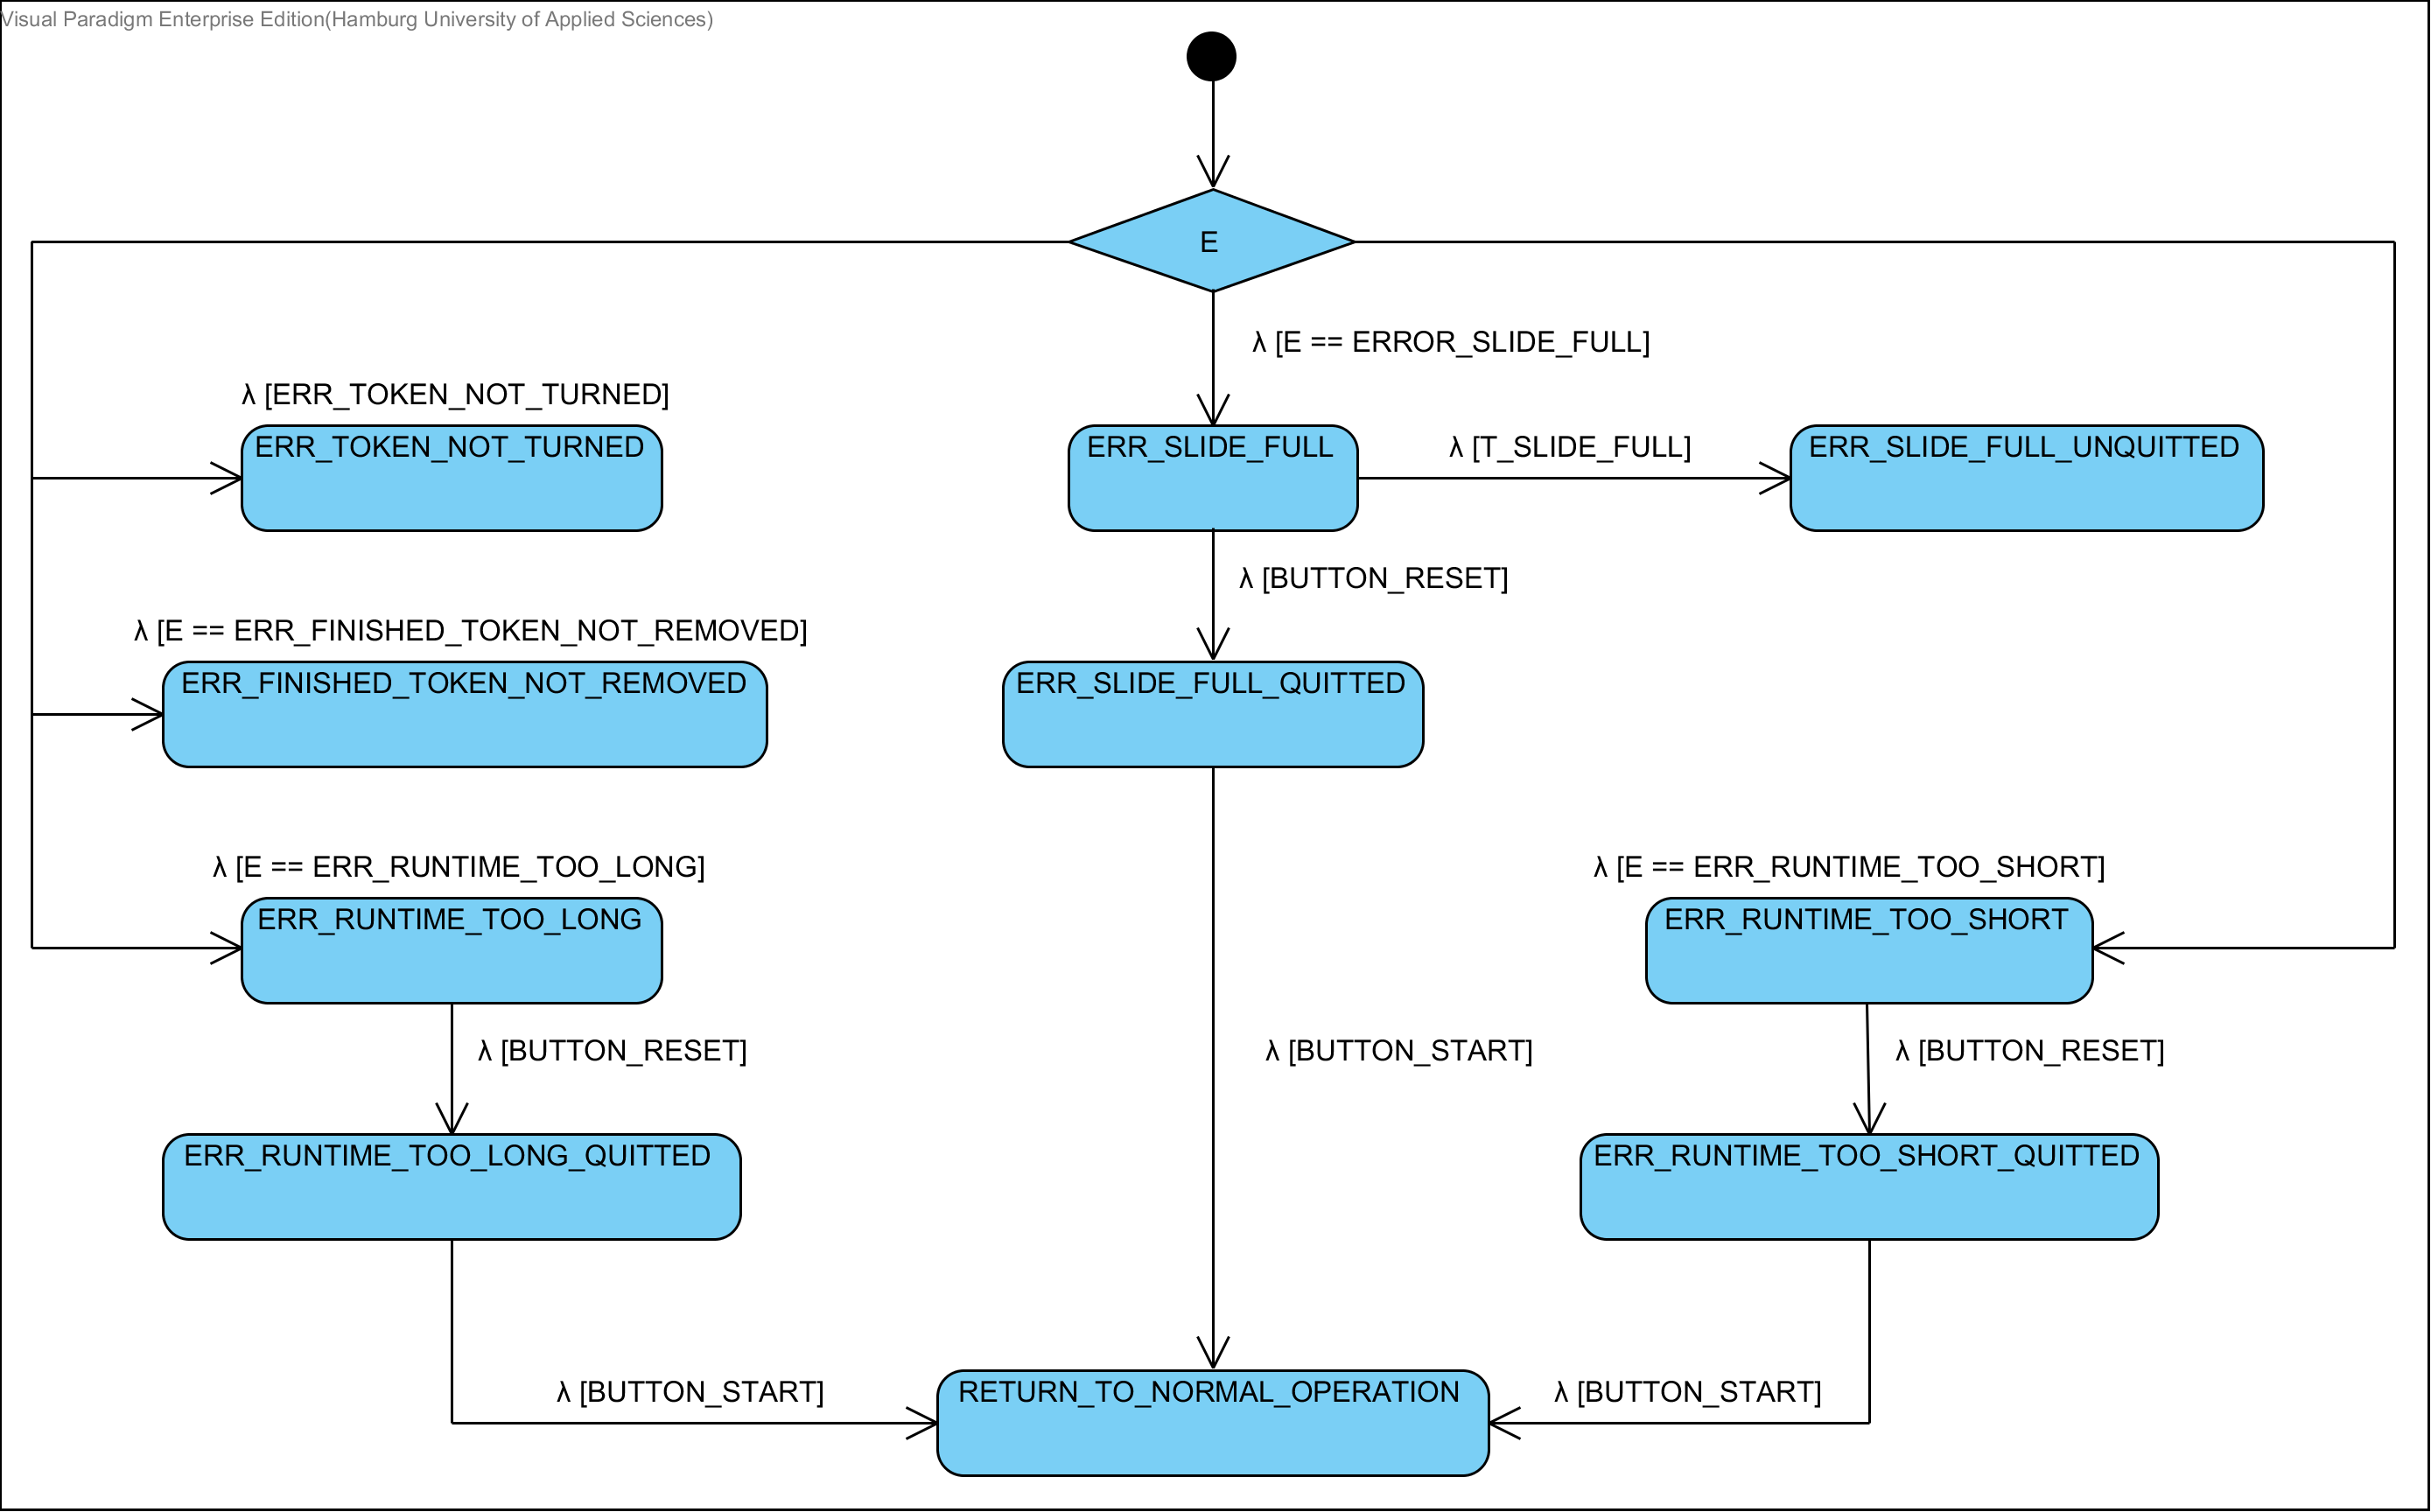 Visual Paradigm Enterprise Edition(Hamburg University of Applied Sciences)
E
λ [E == ERROR_SLIDE_FULL]
λ [ERR_TOKEN_NOT_TURNED]
ERR_TOKEN_NOT_TURNED
ERR_SLIDE_FULL
λ [T_SLIDE_FULL]
ERR_SLIDE_FULL_UNQUITTED
λ [BUTTON_RESET]
λ [E == ERR_FINISHED_TOKEN_NOT_REMOVED]
ERR_FINISHED_TOKEN_NOT_REMOVED
ERR_SLIDE_FULL_QUITTED
λ [E == ERR_RUNTIME_TOO_LONG]
λ [E == ERR_RUNTIME_TOO_SHORT]
ERR_RUNTIME_TOO_LONG
ERR_RUNTIME_TOO_SHORT
λ [BUTTON_RESET]
λ [BUTTON_START]
λ [BUTTON_RESET]
ERR_RUNTIME_TOO_LONG_QUITTED
ERR_RUNTIME_TOO_SHORT_QUITTED
λ [BUTTON_START]
RETURN_TO_NORMAL_OPERATION
λ [BUTTON_START]